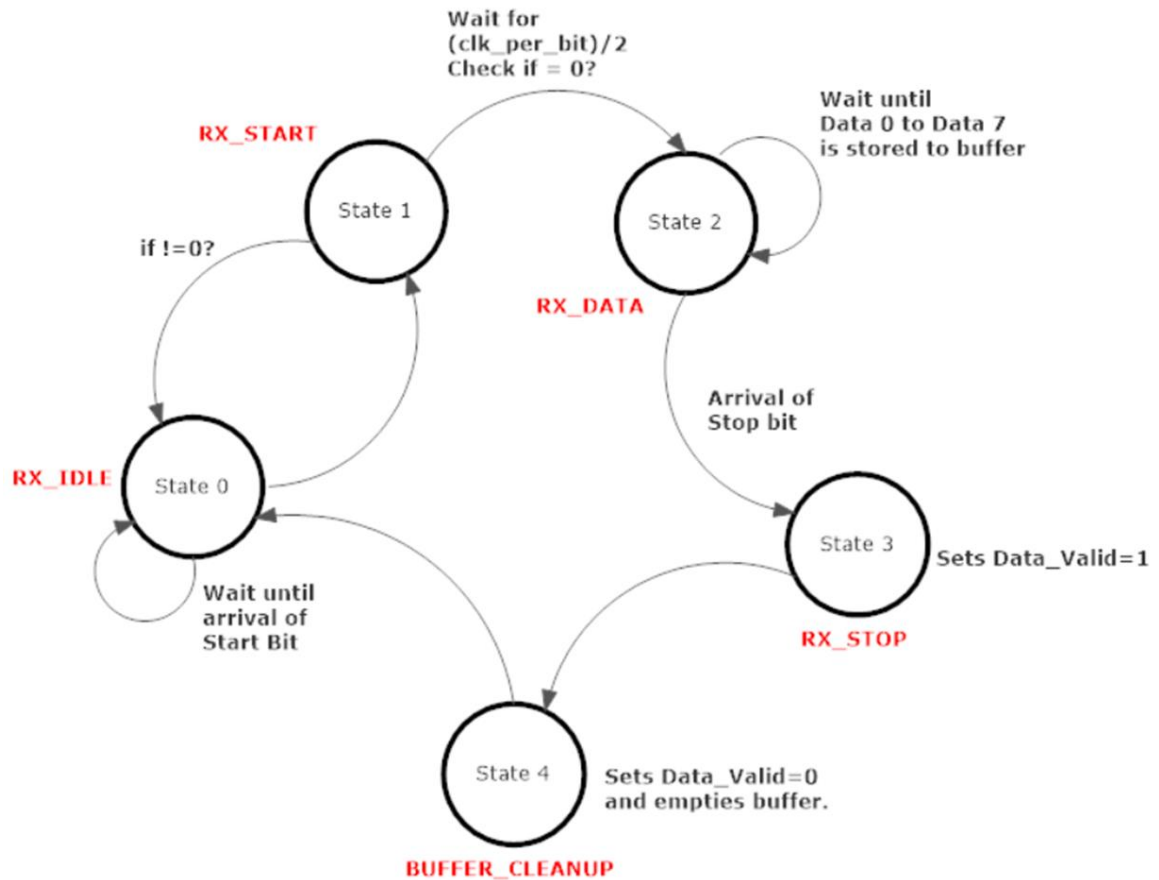 Wait for
(clk_per_bit)/2
Check if = 0?
RX_START
State 1
Wait until
Data 0 to Data 7
is stored to buffer
State 2
if !=0?
RX_DATA
Arrival of
Stop bit
RX_IDLE
State 0
State 3
Sets Data_Valid=1
Wait until
arrival of
Start Bit
RX_STOP
State 4
Sets Data_Valid=0
and empties buffer.
BUFFER_CLEANUP